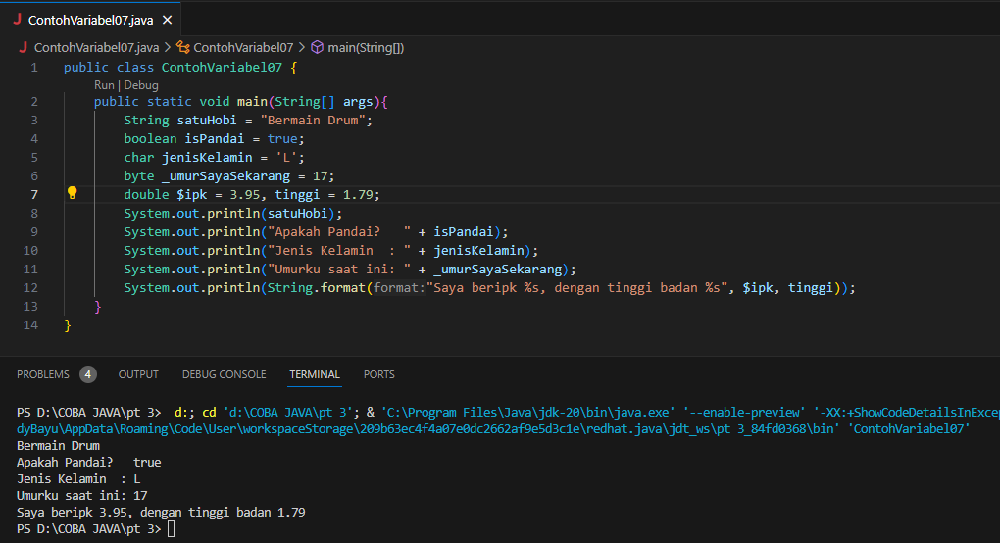 J ContohVariabel07.java ×
J ContohVariabel07.java > ContohVariabel07 > main(String[])
1 public class ContohVariabel07 {
Run | Debug
2 public static void main(String[] args){
3 String satuHobi = "Bermain Drum";
4 boolean isPandai = true;
5 char jenisKelamin = 'L';
6 byte _umurSayaSekarang = 17;
7 double $ipk = 3.95, tinggi = 1.79;
8 System.out.println(satuHobi);
9 System.out.println("Apakah Pandai?   " + isPandai);
10 System.out.println("Jenis Kelamin  : " + jenisKelamin);
11 System.out.println("Umurku saat ini: " + _umurSayaSekarang);
12 System.out.println(String.format(format:"Saya beripk %s, dengan tinggi badan %s", $ipk, tinggi));
13 }
14 }
PROBLEMS 4 OUTPUT DEBUG CONSOLE TERMINAL PORTS
PS D:\COBA JAVA\pt 3>  d:; cd 'd:\COBA JAVA\pt 3'; & 'C:\Program Files\Java\jdk-20\bin\java.exe' '--enable-preview' '-XX:+ShowCodeDetailsInExcep
dyBayu\AppData\Roaming\Code\User\workspaceStorage\209b63ec4f4a07e0dc2662af9e5d3c1e\redhat.java\jdt_ws\pt 3_84fd0368\bin' 'ContohVariabel07'
Bermain Drum
Apakah Pandai?   true
Jenis Kelamin  : L
Umurku saat ini: 17
Saya beripk 3.95, dengan tinggi badan 1.79
PS D:\COBA JAVA\pt 3>